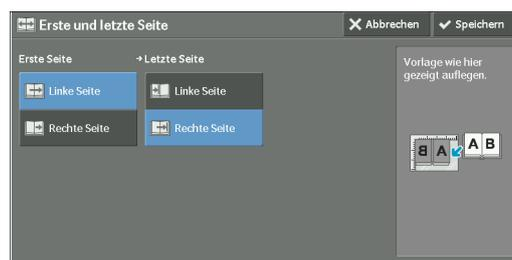 Erste und letzte Seite
Abbrechen
Speichern
Erste Seite
→Letzte Seite
Linke Seite
Linke Seite
Rechte Seite
Rechte Seite
Vorlage wie hier
gezeigt auflegen.
B A
A B